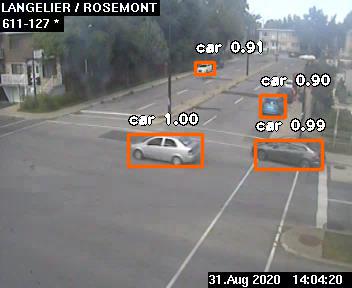 LANGELIER / ROSEMONT
611-127 *
car 0.91
car 0.90
car 1.00
car 0.99
31.Aug 2020 14:04:20